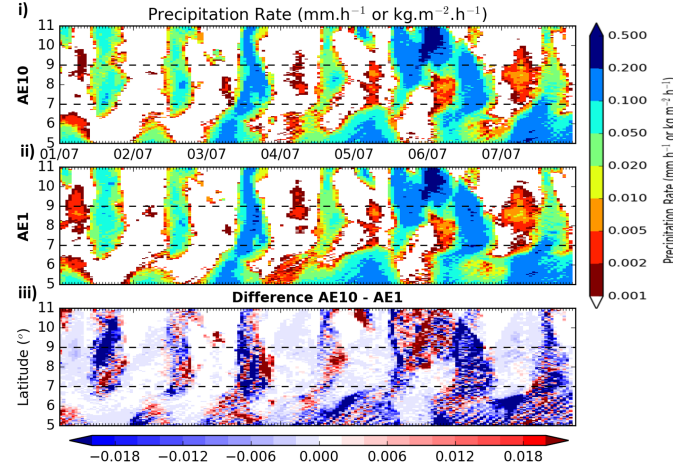 i)
Precipitation Rate (mm.h−1 or kg.m−2.h−1)
AE10
11
10
9
8
7
6
5
01/07 02/07 03/07 04/07 05/07 06/07 07/07
ii)
AE1
11
10
9
8
7
6
5
iii)
Difference AE10 - AE1
Latitude (°)
11
10
9
8
7
6
5
−0.018 −0.012 −0.006 0.000 0.006 0.012 0.018
0.500
0.200
0.100
0.050
0.020
0.010
0.005
0.002
0.001
Precipitation Rate (mm.h−1 or kg m−2 h−1)